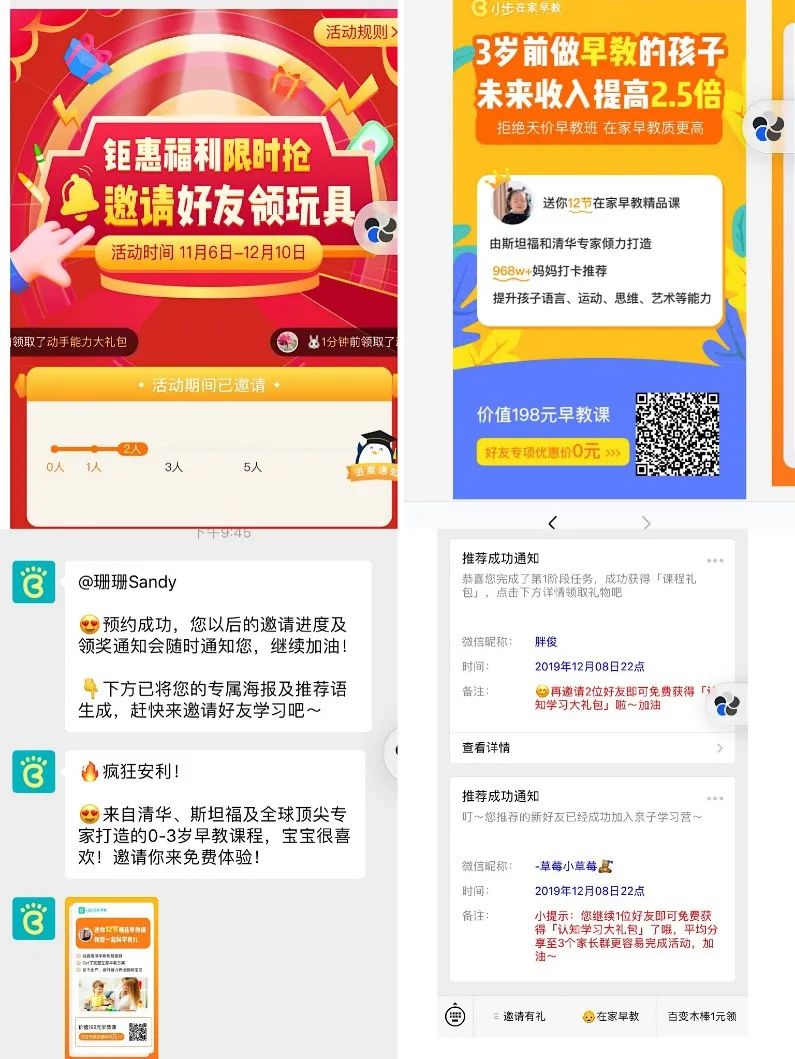 活动规则
钜惠福利限时抢
邀请好友领玩具
活动时间 11月6日-12月10日
领取了动手能力大礼包
1分钟前领取了
活动期间已邀请
2人
0人
1人
3人
5人
进度通知
小步在家早教
3岁前做早教的孩子
未来收入提高2.5倍
拒绝天价早教班 在家早教质更高
送你12节在家早教精品课
由斯坦福和清华专家倾力打造
968w+妈妈打卡推荐
提升孩子语言、运动、思维、艺术等能力
价值198元早教课
好友专项优惠价0元 >>>
下午9:45
@珊珊Sandy
😍预约成功，您以后的邀请进度及
领奖通知会随时通知您，继续加油！
👇下方已将您的专属海报及推荐语
生成，赶快来邀请好友学习吧～
🔥疯狂安利！
😍来自清华、斯坦福及全球顶尖专
家打造的0-3岁早教课程，宝宝很喜
欢！邀请你来免费体验！
送你12节精品早教课
价值198元早教课
推荐成功通知
恭喜您完成了第1阶段任务，成功获得「课程礼
包」，点击下方详情领取礼物吧
微信昵称：
胖俊
时间：
2019年12月08日22点
备注：
😊再邀请2位好友即可免费获得「认
知学习大礼包」啦～加油
查看详情
推荐成功通知
叮～您推荐的新好友已经成功加入亲子学习营～
微信昵称：
-草莓小草莓🧸
时间：
2019年12月08日22点
备注：
小提示：您继续1位好友即可免费获
得「认知学习大礼包」了哦，平均分
享至3个家长群更容易完成活动，加
油～
邀请有礼
👶在家早教
百变木棒1元领